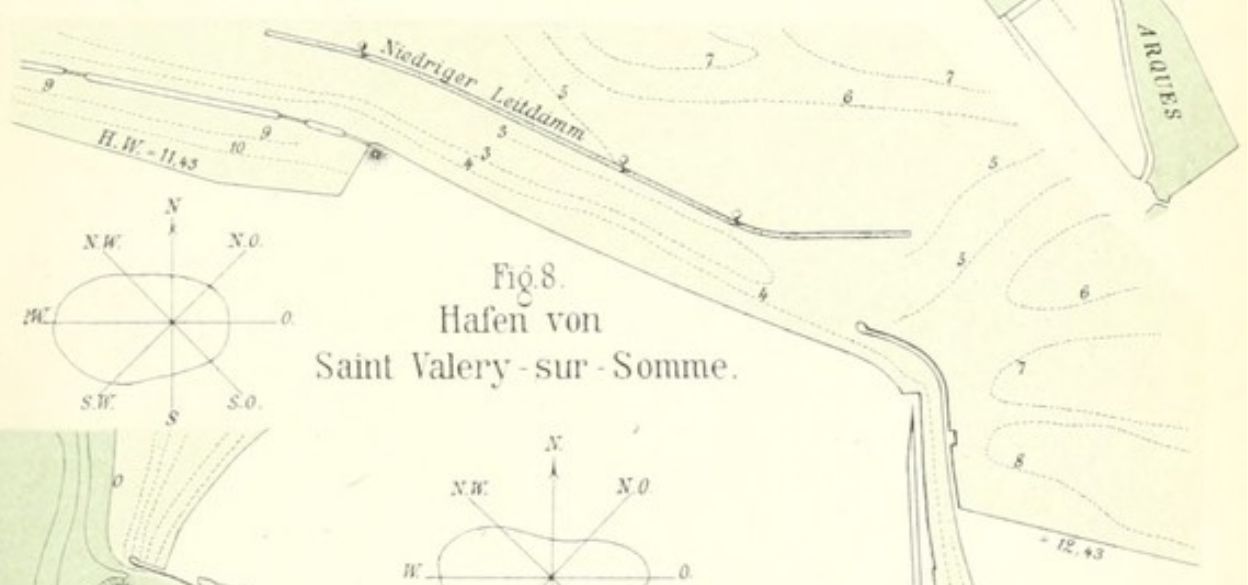 ARQUES
Niedriger Leitdamm
7
7
6
5
5
5
3
4
9
9
10
H.W. = 11,43
5
6
4
7
8
N
N.W.
N.O.
W.
O.
S.W.
S.O.
S
Fig.8.
Hafen von
Saint Valery - sur - Somme.
0
N.
N.W.
N.O.
W.
O.
12,43